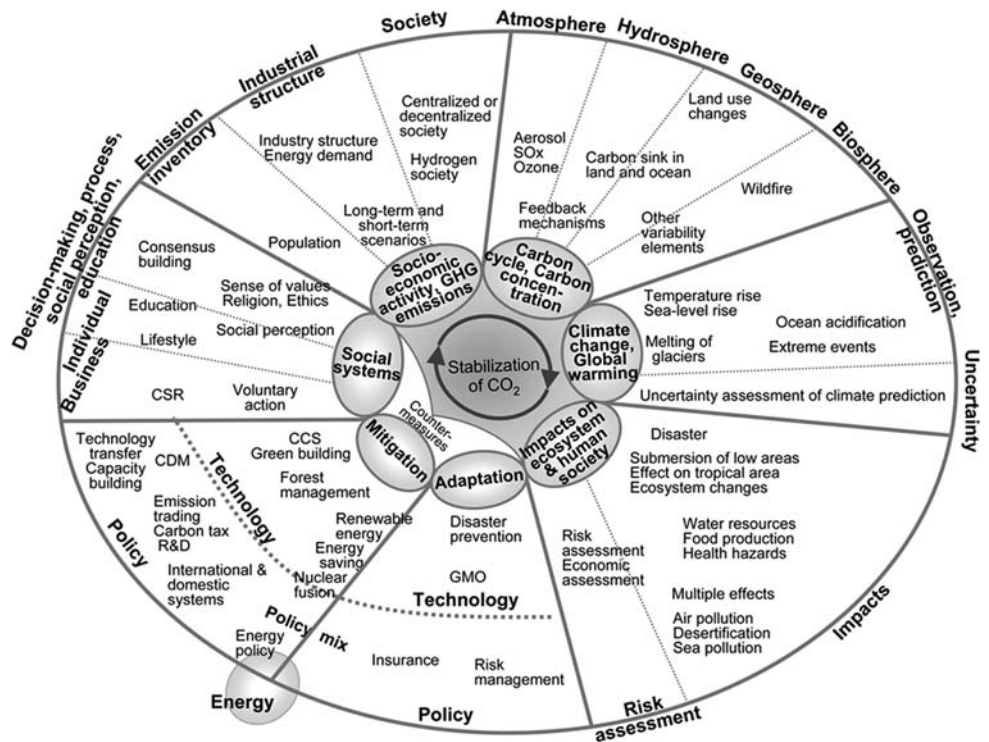 Society
Atmosphere
Hydrosphere
Geosphere
Biosphere
Observation,
prediction
Uncertainty
Impacts
Risk
assessment
Policy
Energy
Policy
Business
Individual
Decision-making, process,
social perception,
education
Emission
inventory
Industrial
structure
Centralized or
decentralized
society
Industry structure
Energy demand
Hydrogen
society
Long-term and
short-term
scenarios
Population
Aerosol
SOx
Ozone
Land use
changes
Carbon sink in
land and ocean
Wildfire
Feedback
mechanisms
Other
variability
elements
Consensus
building
Sense of values
Religion, Ethics
Education
Social perception
Lifestyle
CSR
Voluntary
action
Socio-
economic
activity, GHG
emissions
Carbon
cycle, Carbon
concen-
tration
Climate
change,
Global
warming
Social
systems
Stabilization
of CO2
Counter-
measures
Mitigation
Adaptation
Impacts on
ecosystem
& human
society
Temperature rise
Sea-level rise
Ocean acidification
Melting of
glaciers
Extreme events
Uncertainty assessment of climate prediction
Disaster
Submersion of low areas
Effect on tropical area
Ecosystem changes
Water resources
Food production
Health hazards
Multiple effects
Air pollution
Desertification
Sea pollution
Risk
assessment
Economic
assessment
Technology
transfer
Capacity
building
CDM
Technology
CCS
Green building
Forest
management
Emission
trading
Carbon tax
R&D
International &
domestic
systems
Renewable
energy
Energy
saving
Nuclear
fusion
Disaster
prevention
GMO
Technology
Policy mix
Energy
policy
Insurance
Risk
management